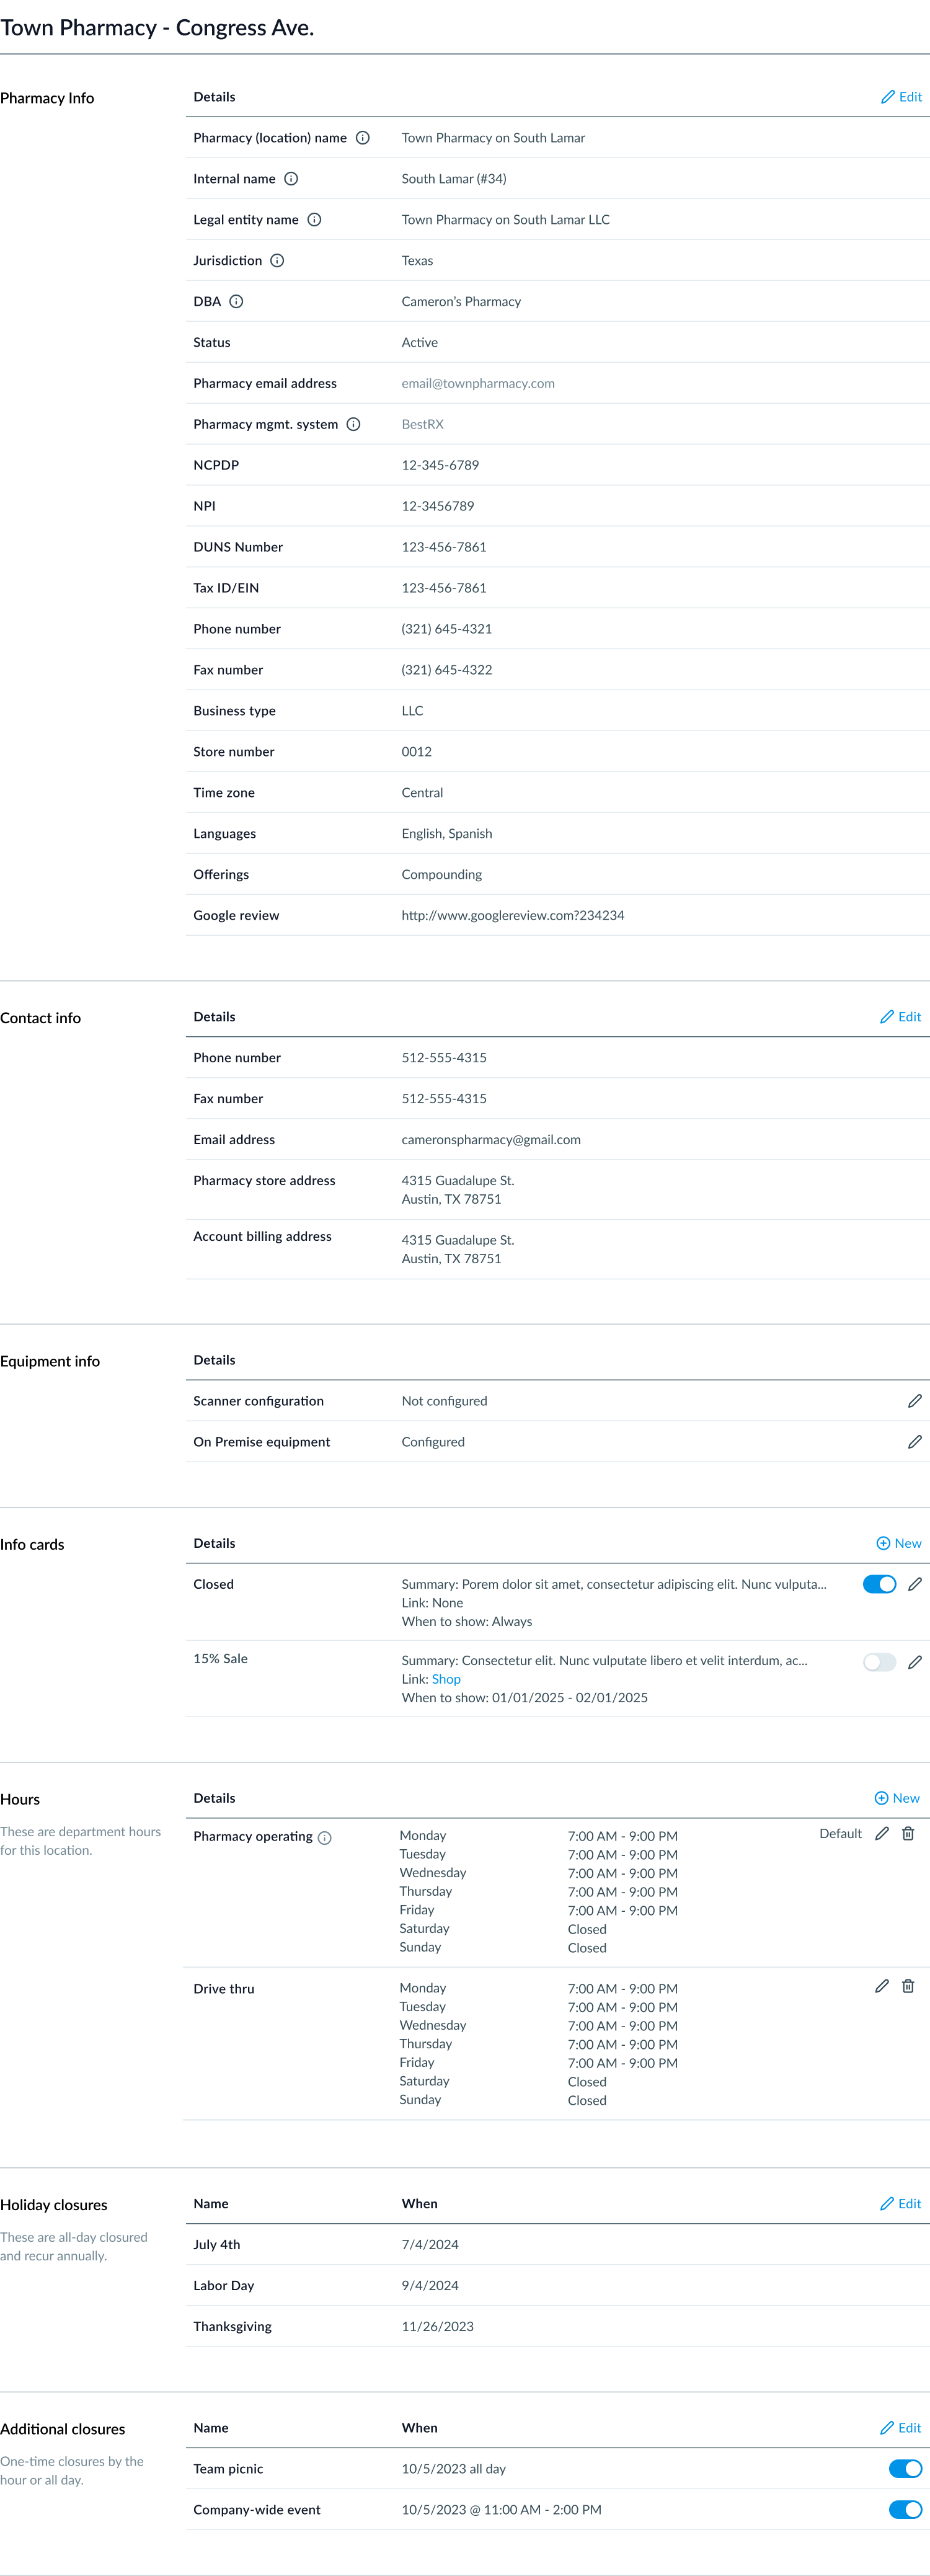 Town Pharmacy - Congress Ave.
Pharmacy Info
Details
Edit
Pharmacy (location) name Town Pharmacy on South Lamar
Internal name South Lamar (#34)
Legal entity name Town Pharmacy on South Lamar LLC
Jurisdiction Texas
DBA Cameron's Pharmacy
Status Active
Pharmacy email address email@townpharmacy.com
Pharmacy mgmt. system BestRX
NCPDP 12-345-6789
NPI 12-3456789
DUNS Number 123-456-7861
Tax ID/EIN 123-456-7861
Phone number (321) 645-4321
Fax number (321) 645-4322
Business type LLC
Store number 0012
Time zone Central
Languages English, Spanish
Offerings Compounding
Google review http://www.googlereview.com?234234
Contact info
Details
Edit
Phone number 512-555-4315
Fax number 512-555-4315
Email address cameronspharmacy@gmail.com
Pharmacy store address 4315 Guadalupe St.
Austin, TX 78751
Account billing address 4315 Guadalupe St.
Austin, TX 78751
Equipment info
Details
Scanner configuration Not configured
On Premise equipment Configured
Info cards
Details
New
Closed Summary: Porem dolor sit amet, consectetur adipiscing elit. Nunc vulputa...
Link: None
When to show: Always
15% Sale Summary: Consectetur elit. Nunc vulputate libero et velit interdum, ac...
Link: Shop
When to show: 01/01/2025 - 02/01/2025
Hours
These are department hours
for this location.
Details
New
Pharmacy operating Monday 7:00 AM - 9:00 PM Default
Tuesday 7:00 AM - 9:00 PM
Wednesday 7:00 AM - 9:00 PM
Thursday 7:00 AM - 9:00 PM
Friday 7:00 AM - 9:00 PM
Saturday Closed
Sunday Closed
Drive thru Monday 7:00 AM - 9:00 PM
Tuesday 7:00 AM - 9:00 PM
Wednesday 7:00 AM - 9:00 PM
Thursday 7:00 AM - 9:00 PM
Friday 7:00 AM - 9:00 PM
Saturday Closed
Sunday Closed
Holiday closures
These are all-day closured
and recur annually.
Name When
Edit
July 4th 7/4/2024
Labor Day 9/4/2024
Thanksgiving 11/26/2023
Additional closures
One-time closures by the
hour or all day.
Name When
Edit
Team picnic 10/5/2023 all day
Company-wide event 10/5/2023 @ 11:00 AM - 2:00 PM